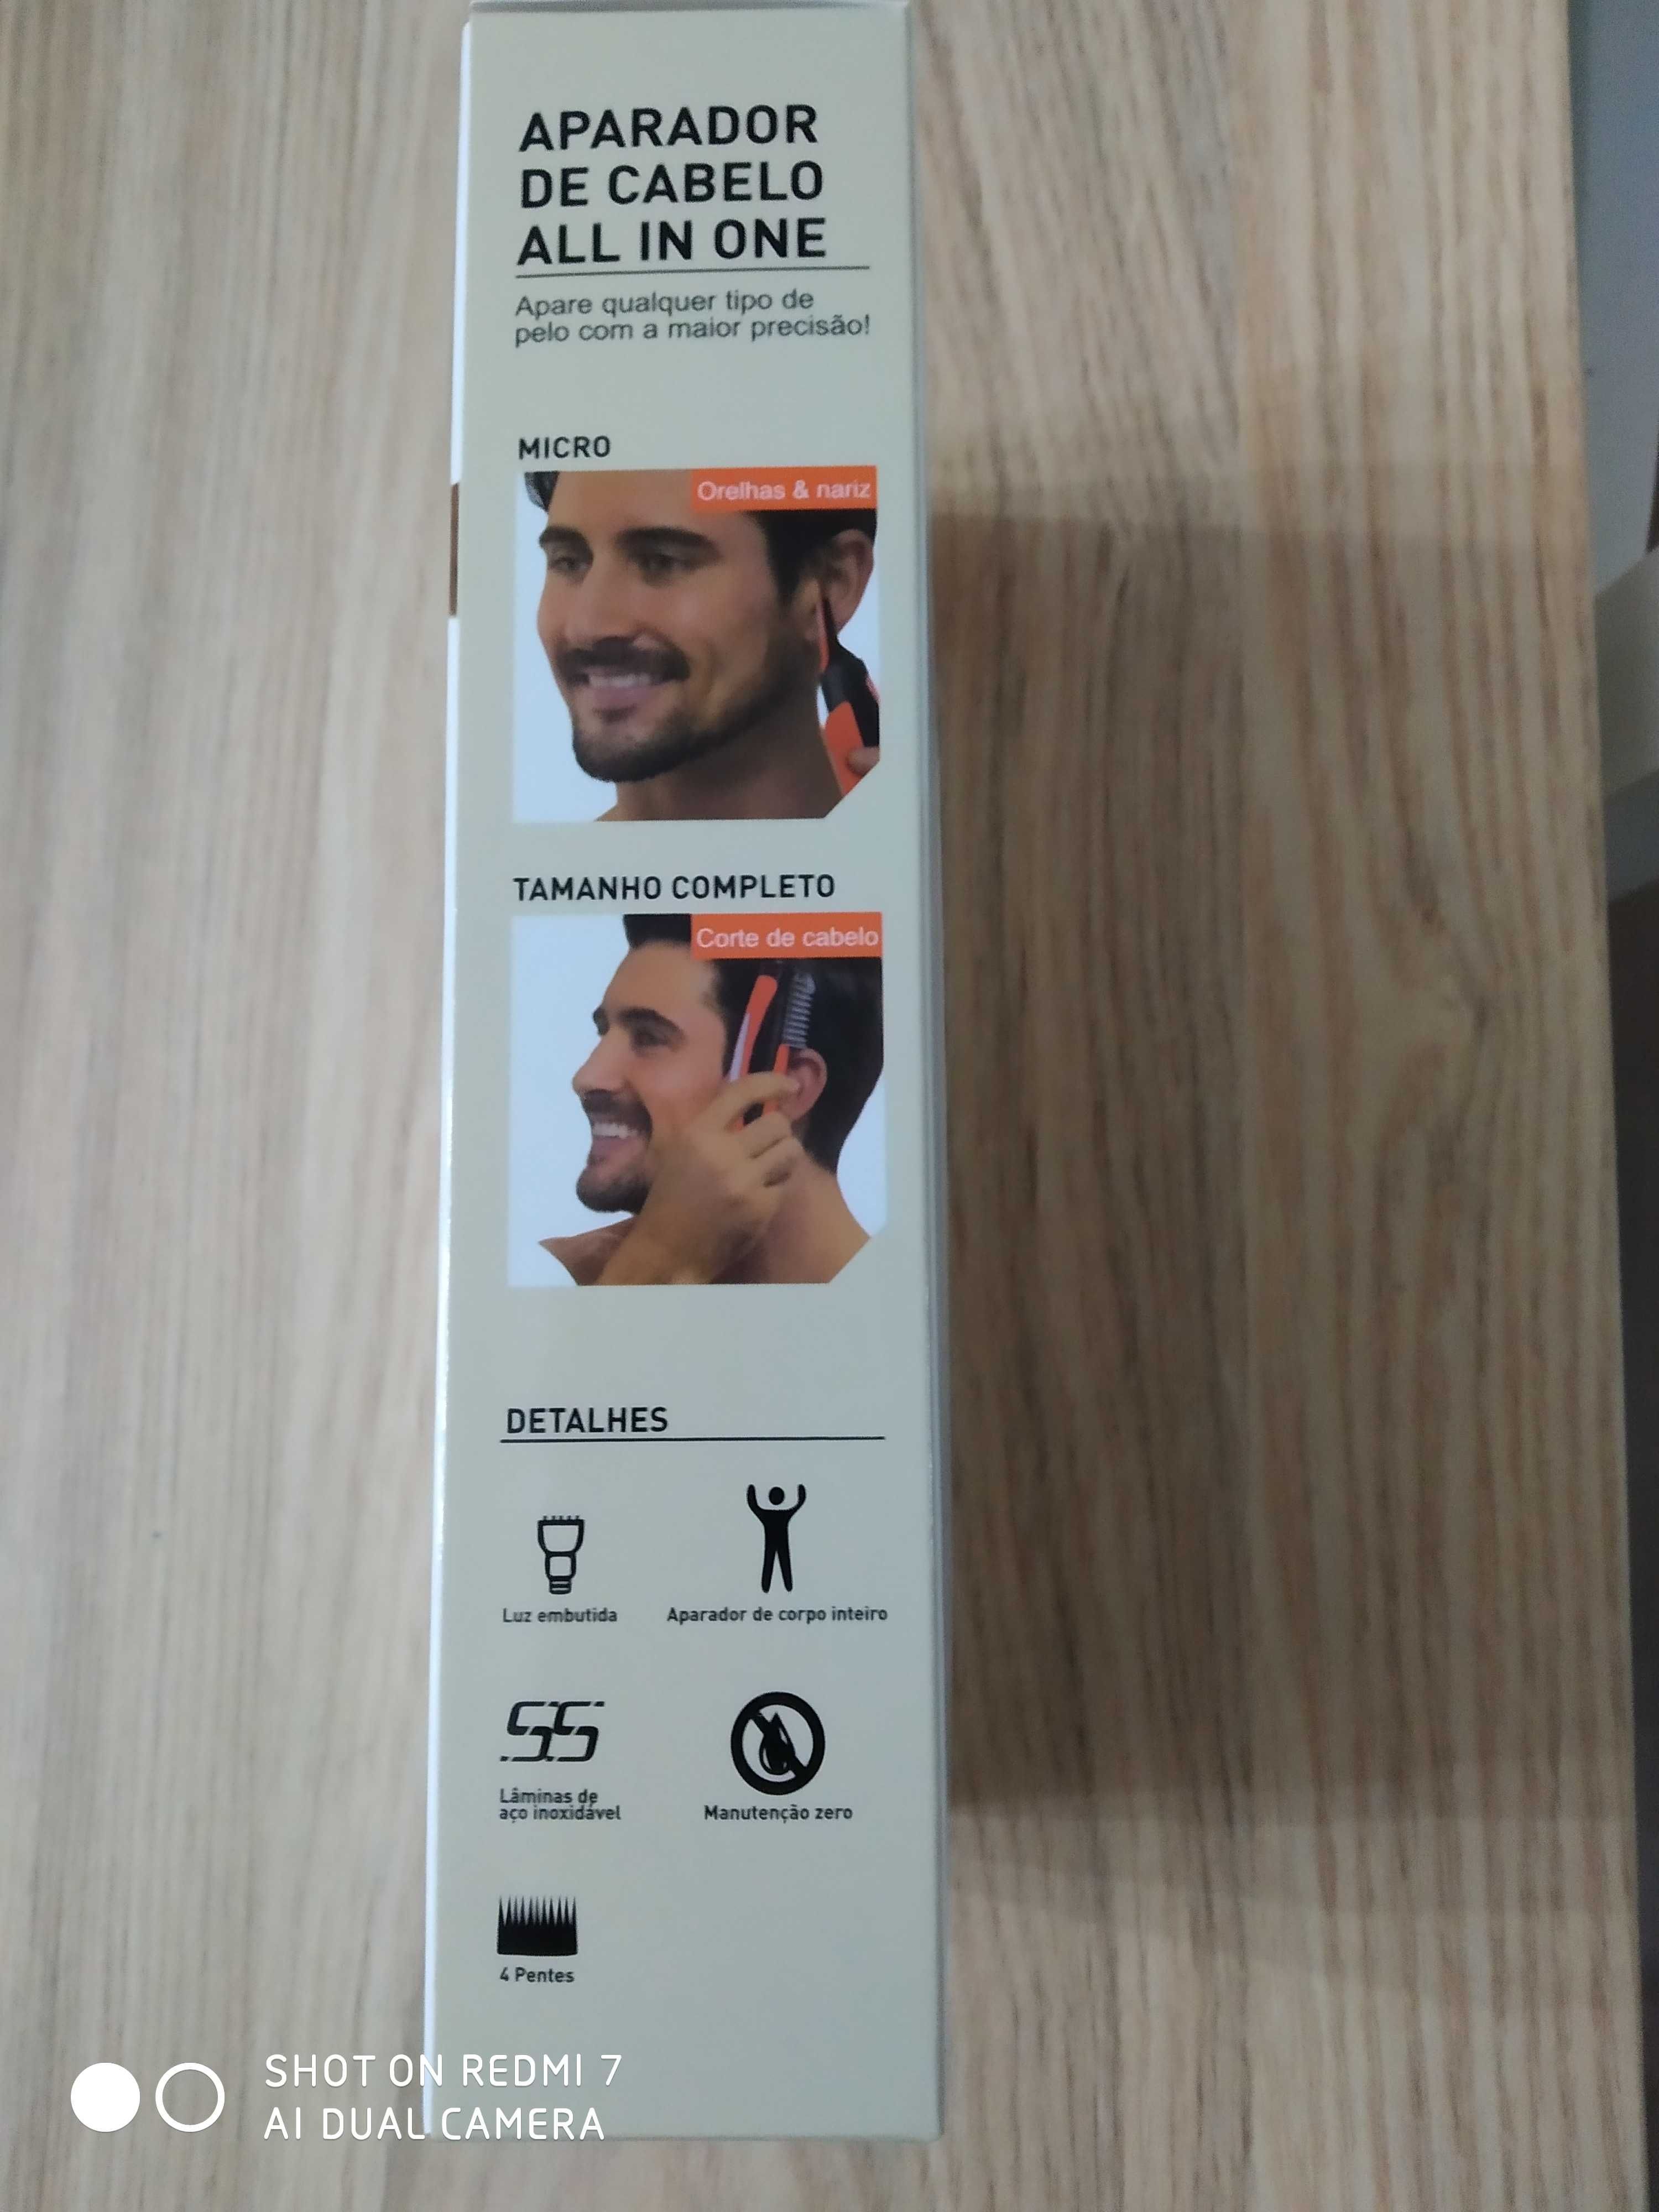 APARADOR
DE CABELO
ALL IN ONE
Apare qualquer tipo de
pelo com a maior precisão!
MICRO
Orelhas & nariz
TAMANHO COMPLETO
Corte de cabelo
DETALHES
Luz embutida
Aparador de corpo inteiro
SS
Lâminas de
aço inoxidável
Manutenção zero
4 Pentes
SHOT ON REDMI 7
AI DUAL CAMERA